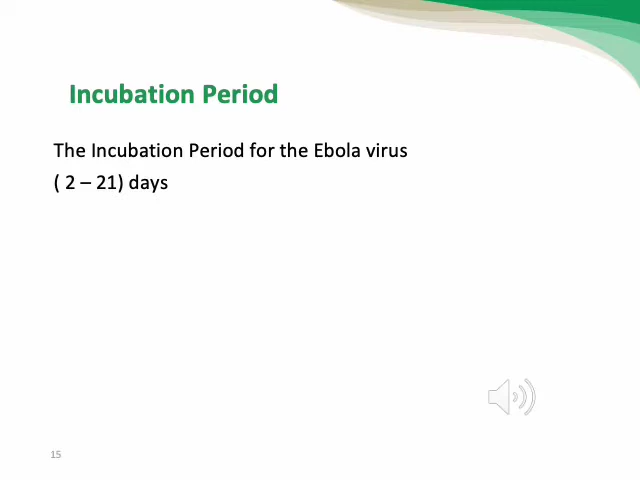 Incubation Period
The Incubation Period for the Ebola virus
( 2 – 21) days
15